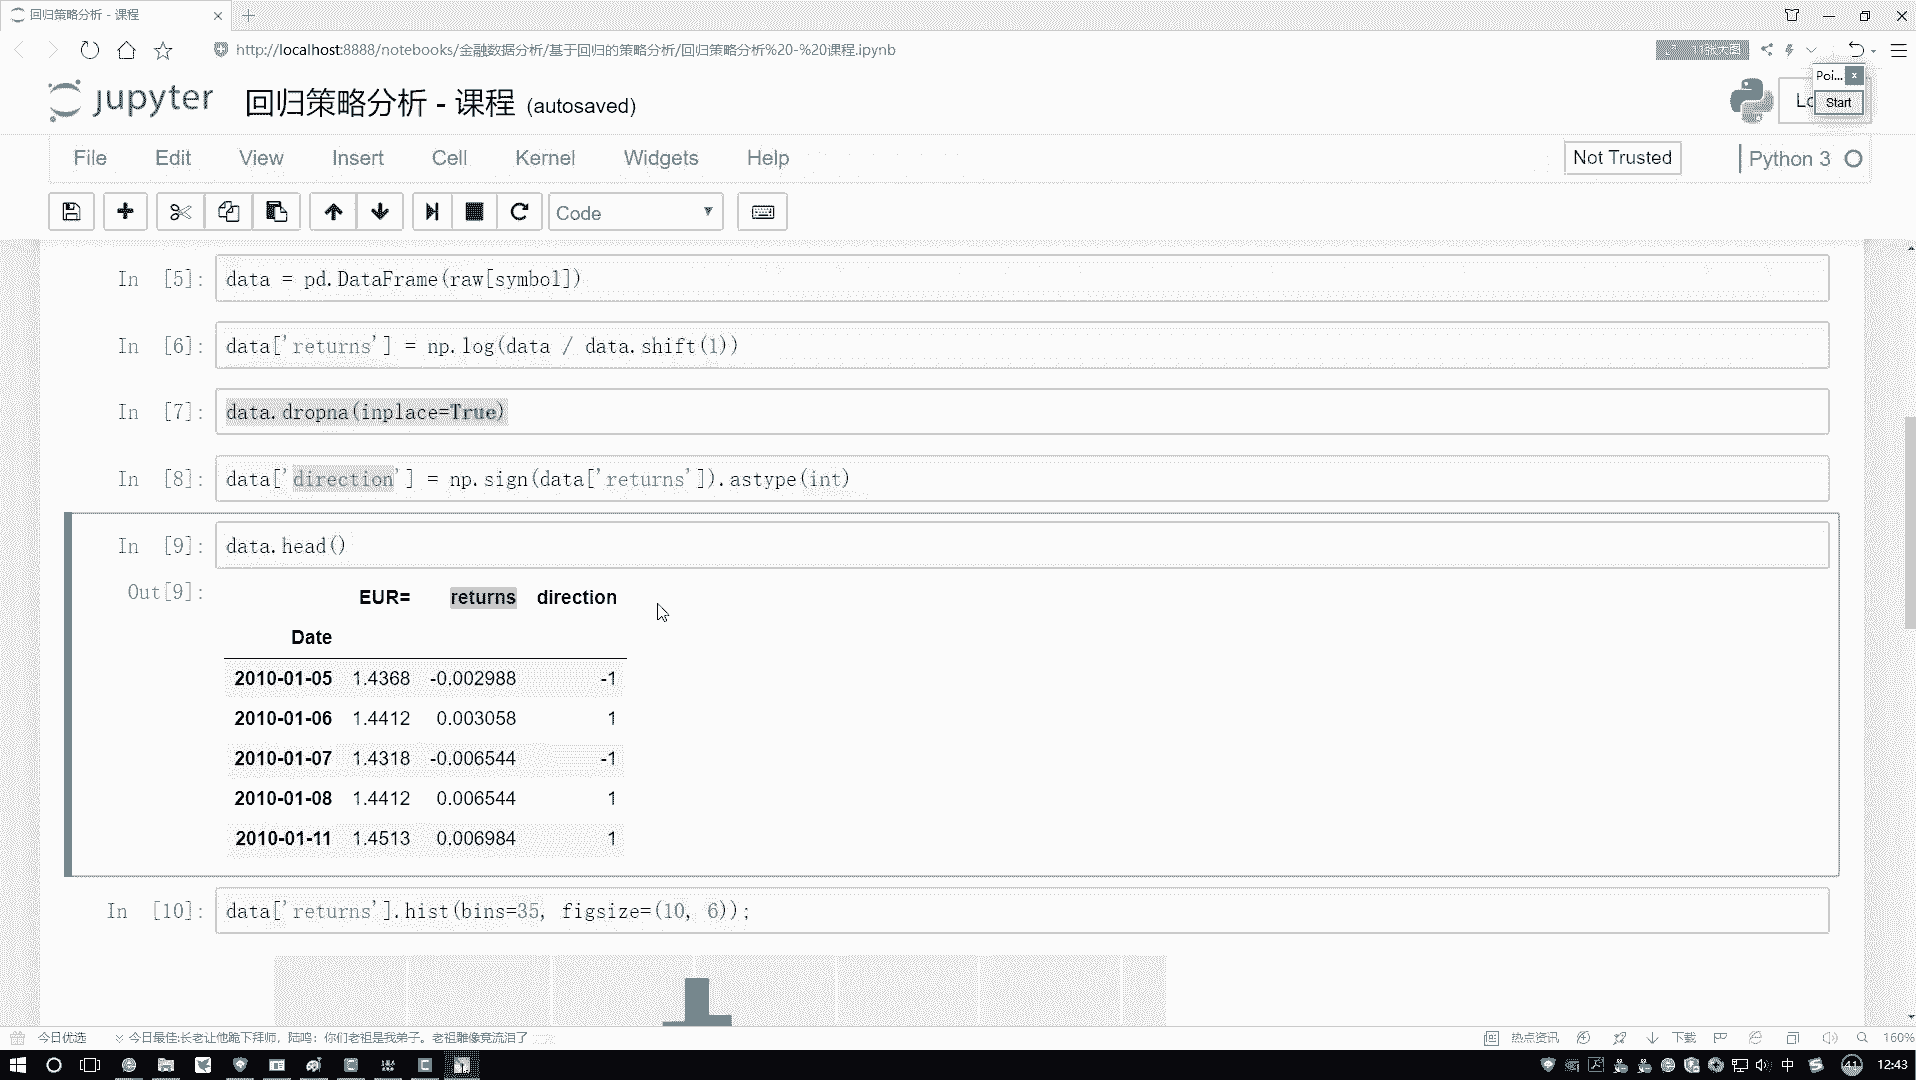 回归策略分析 - 课程
http://localhost:8888/notebooks/金融数据分析/基于回归的策略分析/回归策略分析%20-%20课程.ipynb
11张大图
Poi...
Start
jupyter 回归策略分析 - 课程 (autosaved)
File Edit View Insert Cell Kernel Widgets Help
Not Trusted
Python 3
Code
In [5]: data = pd.DataFrame(raw[symbol])
In [6]: data['returns'] = np.log(data / data.shift(1))
In [7]: data.dropna(inplace=True)
In [8]: data['direction'] = np.sign(data['returns']).astype(int)
In [9]: data.head()
Out[9]:
EUR= returns direction
Date
2010-01-05 1.4368 -0.002988 -1
2010-01-06 1.4412 0.003058 1
2010-01-07 1.4318 -0.006544 -1
2010-01-08 1.4412 0.006544 1
2010-01-11 1.4513 0.006984 1
In [10]: data['returns'].hist(bins=35, figsize=(10, 6));
今日优选
今日最佳:长老让他跪下拜师，陆鸣：你们老祖是我弟子。老祖雕像竟流泪了
热点资讯
下载
160%
中
41
12:43